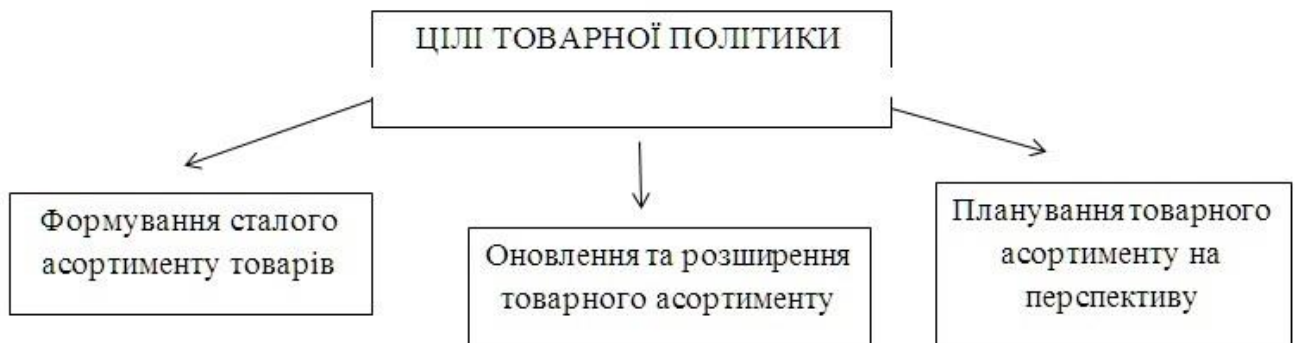 ЦІЛІ ТОВАРНОЇ ПОЛІТИКИ
Формування сталого
асортименту товарів
Оновлення та розширення
товарного асортименту
Планування товарного
асортименту на
перспективу